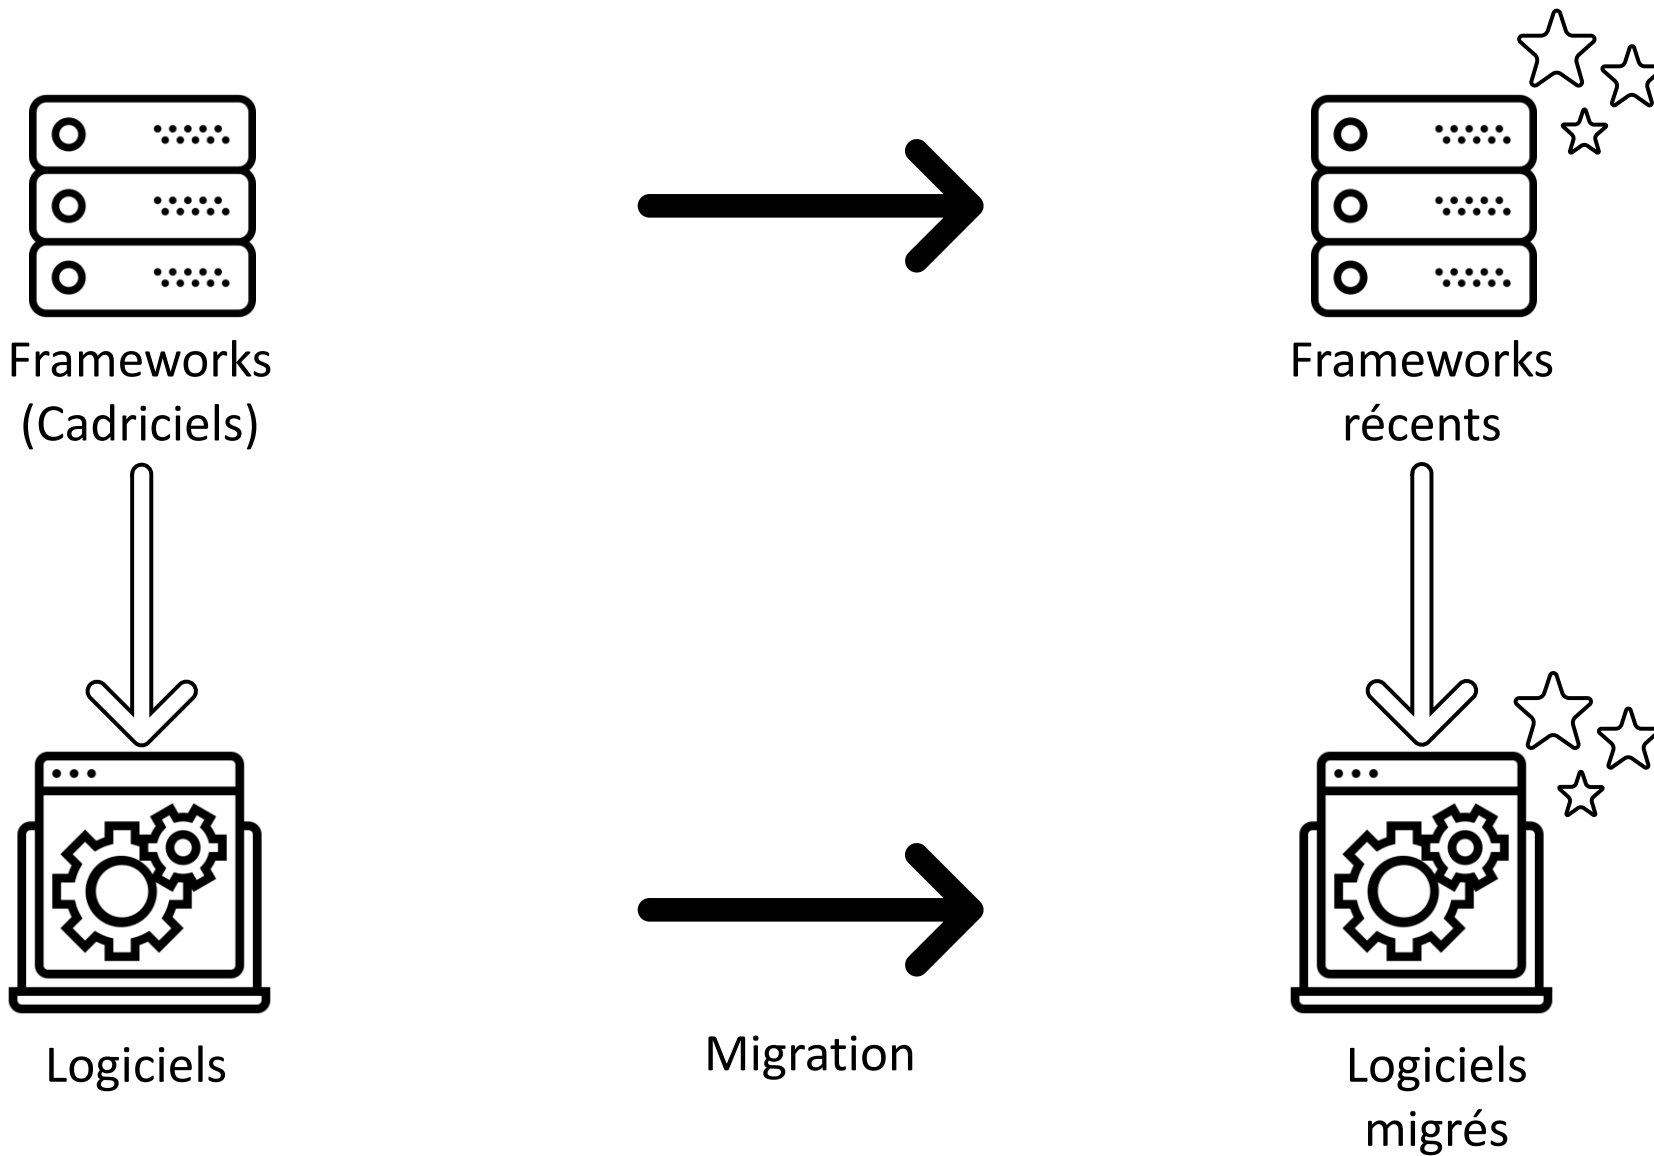 Frameworks
(Cadriciels)
Frameworks
récents
Logiciels
Migration
Logiciels
migrés